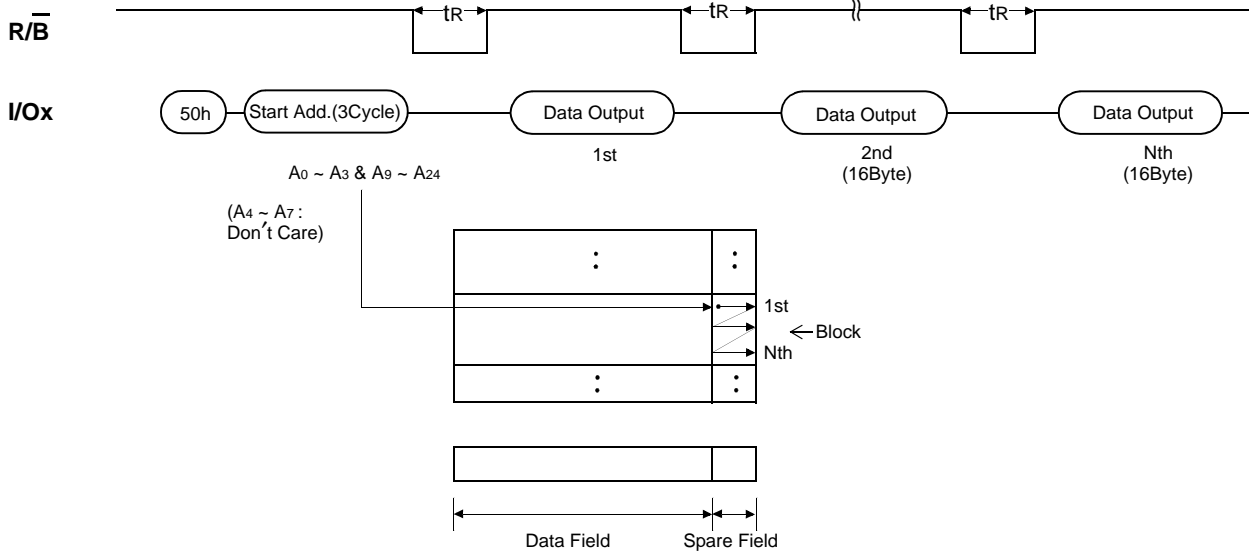 R/B
tR
tR
tR
I/Ox
50h
Start Add.(3Cycle)
Data Output
Data Output
Data Output
1st
2nd
(16Byte)
Nth
(16Byte)
A0 ~ A3 & A9 ~ A24
(A4 ~ A7 :
Don't Care)
1st
Block
Nth
Data Field
Spare Field